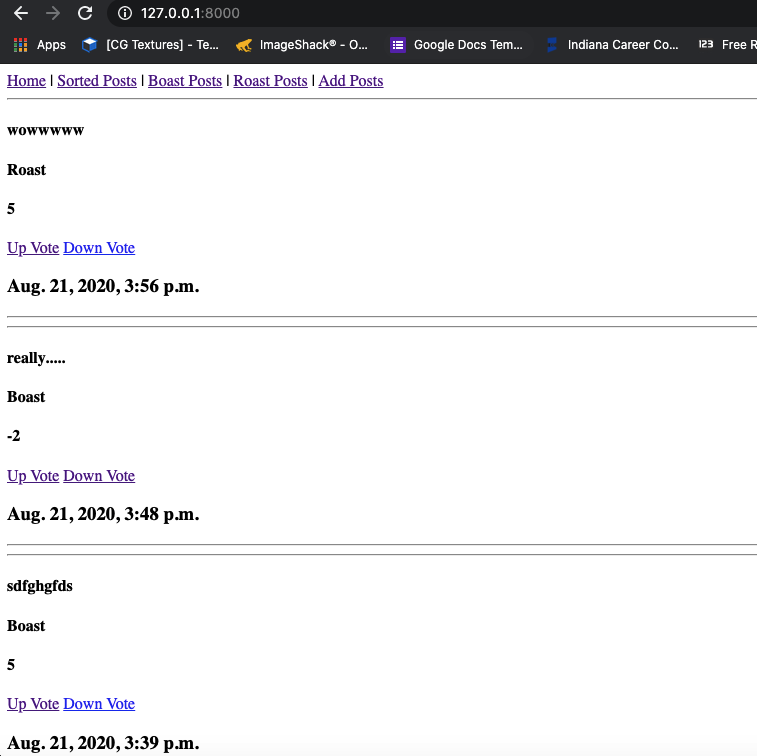 127.0.0.1:8000
Apps [CG Textures] - Te... ImageShack® - O... Google Docs Tem... Indiana Career Co... 123 Free R
Home | Sorted Posts | Boast Posts | Roast Posts | Add Posts
wowwwww
Roast
5
Up Vote Down Vote
Aug. 21, 2020, 3:56 p.m.
really.....
Boast
-2
Up Vote Down Vote
Aug. 21, 2020, 3:48 p.m.
sdfghgfds
Boast
5
Up Vote Down Vote
Aug. 21, 2020, 3:39 p.m.